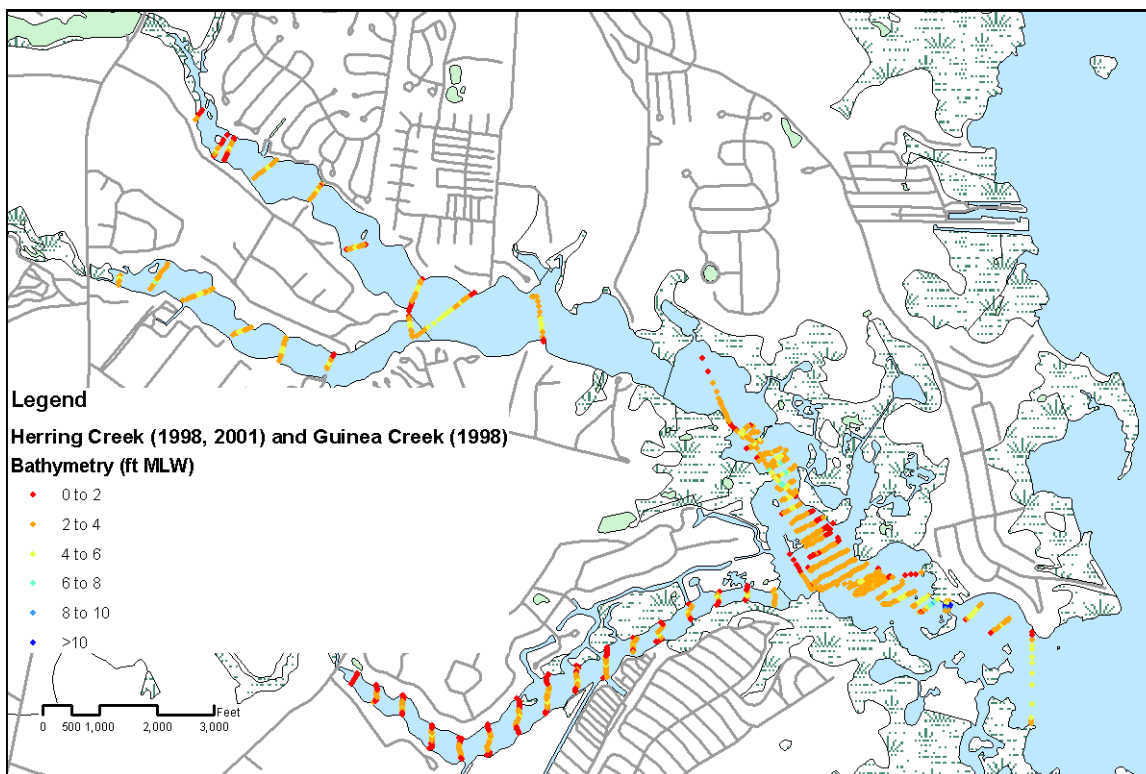 Legend
Herring Creek (1998, 2001) and Guinea Creek (1998)
Bathymetry (ft MLW)
0 to 2
2 to 4
4 to 6
6 to 8
8 to 10
>10
Feet
0 500 1,000 2,000 3,000